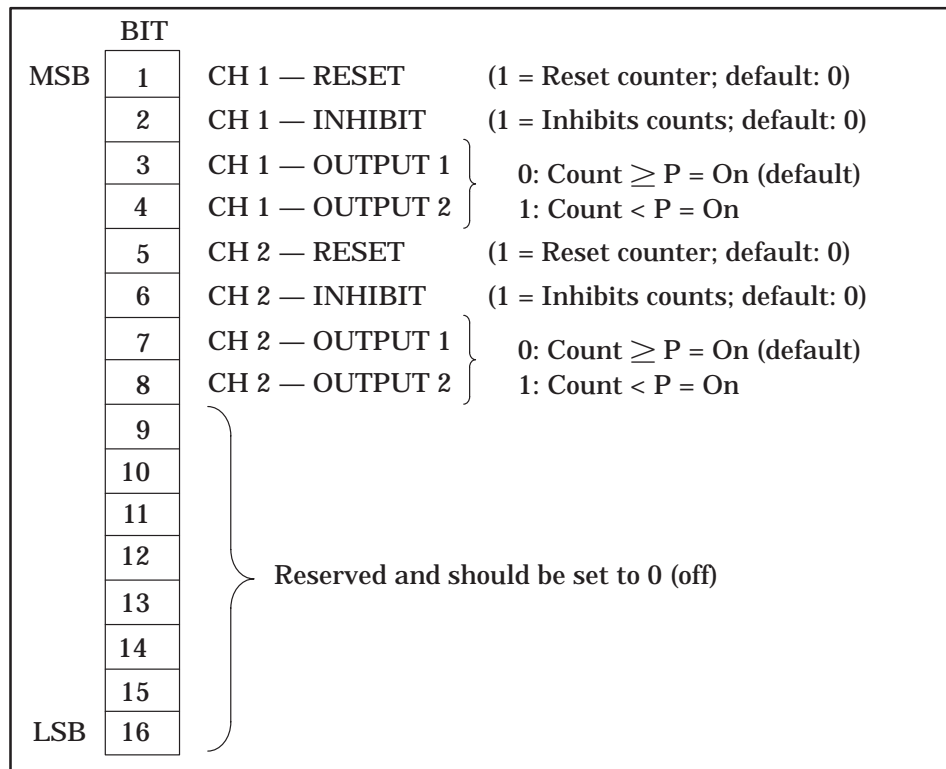 BIT
MSB 1 CH 1 — RESET (1 = Reset counter; default: 0)
2 CH 1 — INHIBIT (1 = Inhibits counts; default: 0)
3 CH 1 — OUTPUT 1
4 CH 1 — OUTPUT 2
0: Count ≥ P = On (default)
1: Count < P = On
5 CH 2 — RESET (1 = Reset counter; default: 0)
6 CH 2 — INHIBIT (1 = Inhibits counts; default: 0)
7 CH 2 — OUTPUT 1
8 CH 2 — OUTPUT 2
0: Count ≥ P = On (default)
1: Count < P = On
9
10
11
12
Reserved and should be set to 0 (off)
13
14
15
LSB 16